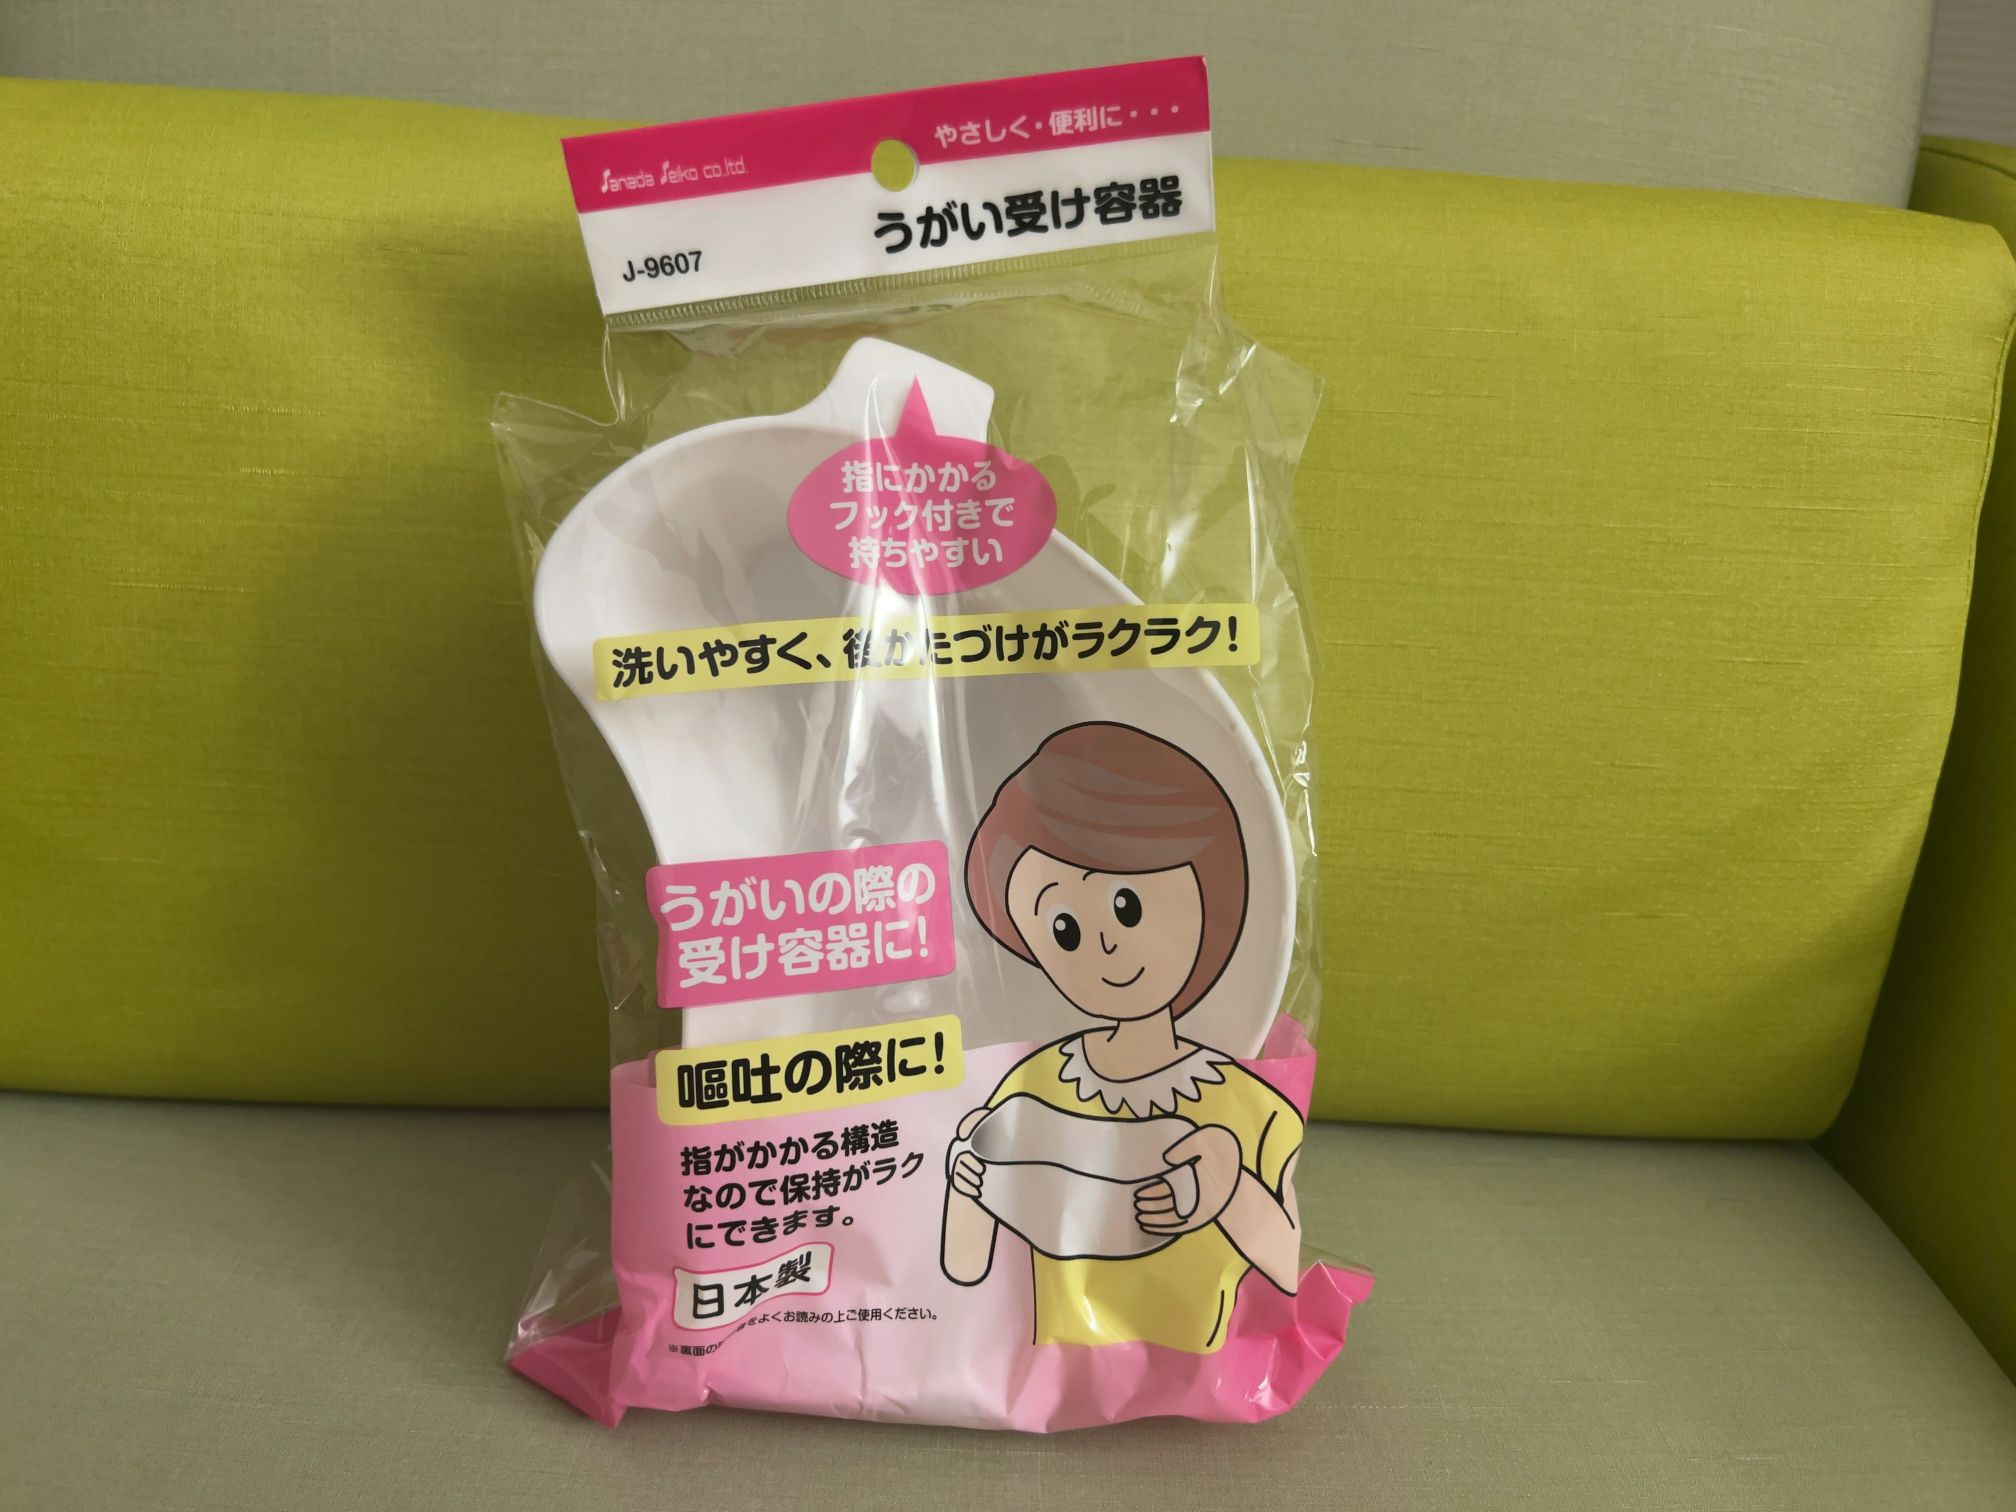 Sanada Seiko co.ltd.
やさしく・便利に・・・
J-9607
うがい受け容器
指にかかる
フック付きで
持ちやすい
洗いやすく、後かたづけがラクラク!
うがいの際の
受け容器に!
嘔吐の際に!
指がかかる構造
なので保持がラク
にできます。
日本製
※裏面の
をよくお読みの上ご使用ください。